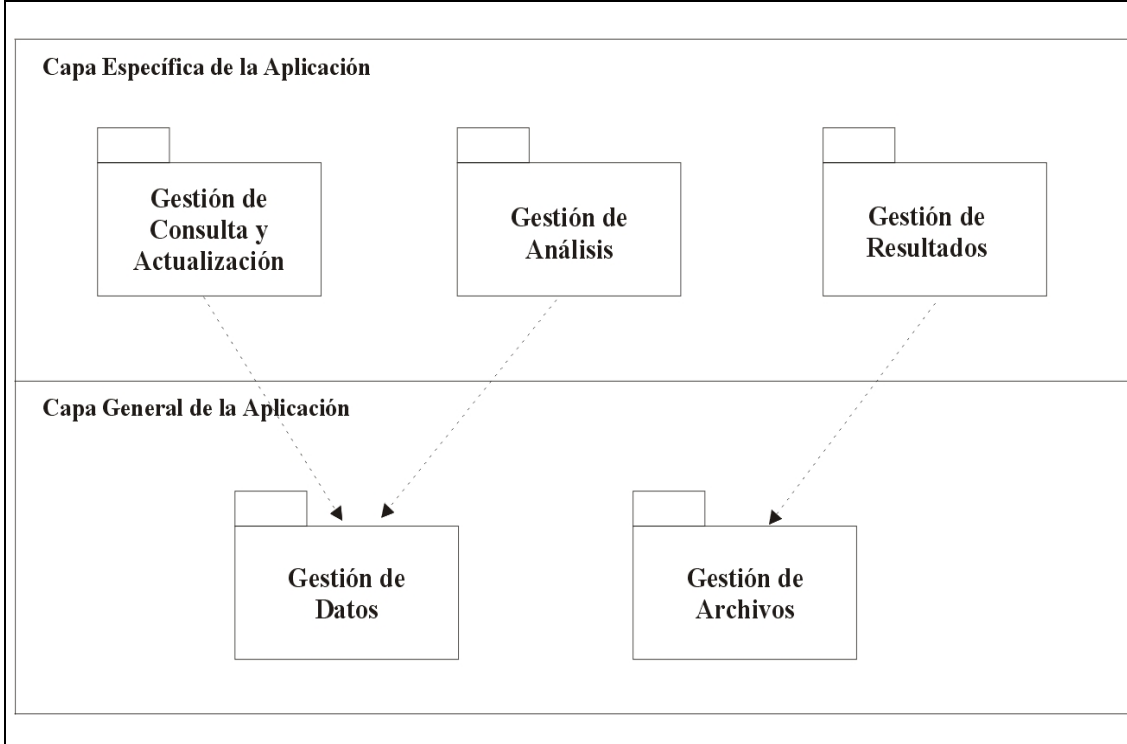 Capa Específica de la Aplicación
Gestión de
Consulta y
Actualización
Gestión de
Análisis
Gestión de
Resultados
Capa General de la Aplicación
Gestión de
Datos
Gestión de
Archivos